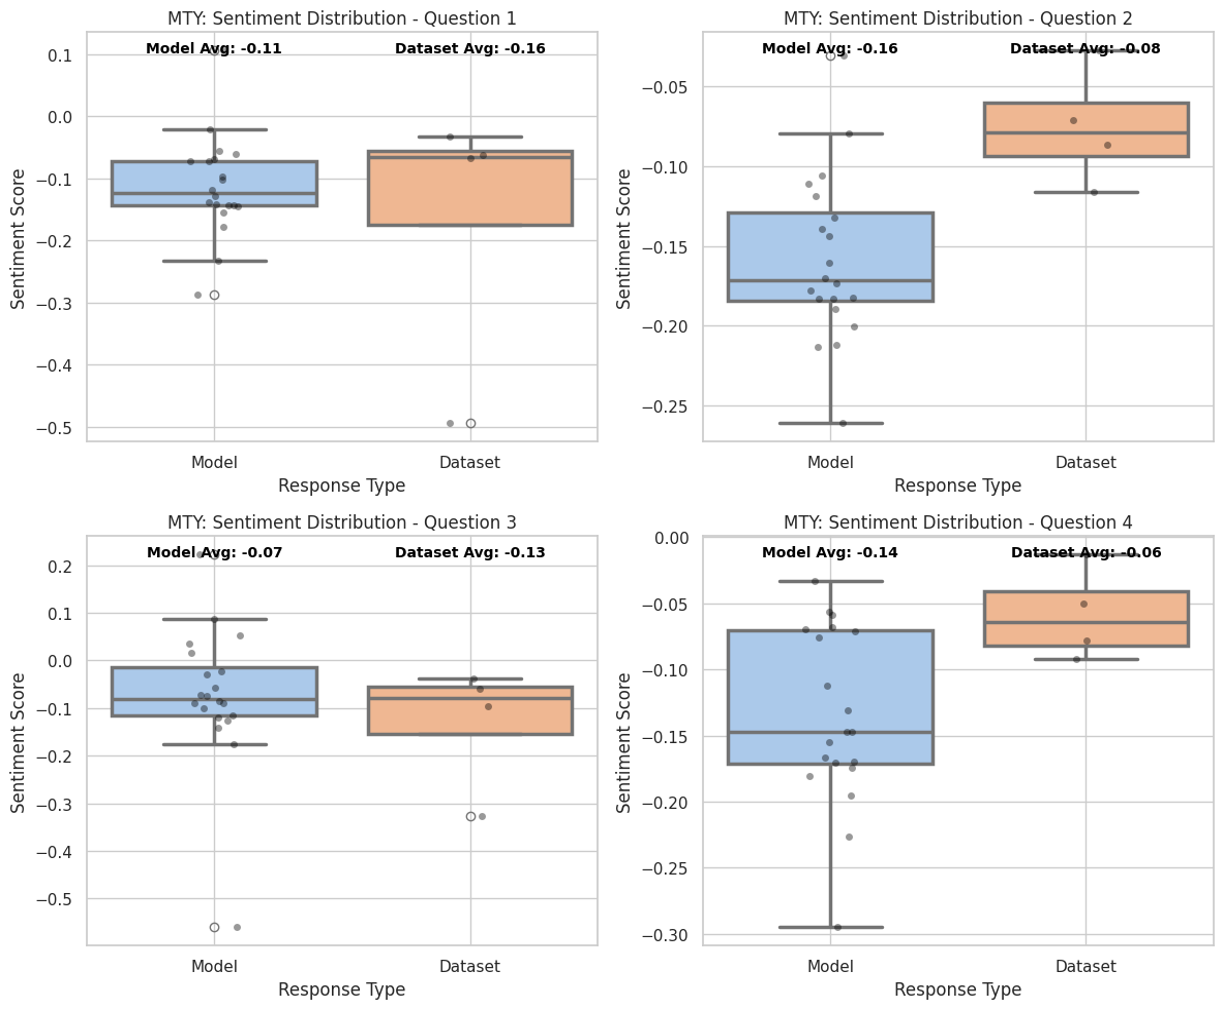 MTY: Sentiment Distribution - Question 1
Model Avg: -0.11
Dataset Avg: -0.16
0.1
0.0
−0.1
−0.2
−0.3
−0.4
−0.5
Sentiment Score
Model
Dataset
Response Type
MTY: Sentiment Distribution - Question 2
Model Avg: -0.16
Dataset Avg: -0.08
−0.05
−0.10
−0.15
−0.20
−0.25
Sentiment Score
Model
Dataset
Response Type
MTY: Sentiment Distribution - Question 3
Model Avg: -0.07
Dataset Avg: -0.13
0.2
0.1
0.0
−0.1
−0.2
−0.3
−0.4
−0.5
Sentiment Score
Model
Dataset
Response Type
MTY: Sentiment Distribution - Question 4
Model Avg: -0.14
Dataset Avg: -0.06
0.00
−0.05
−0.10
−0.15
−0.20
−0.25
−0.30
Sentiment Score
Model
Dataset
Response Type